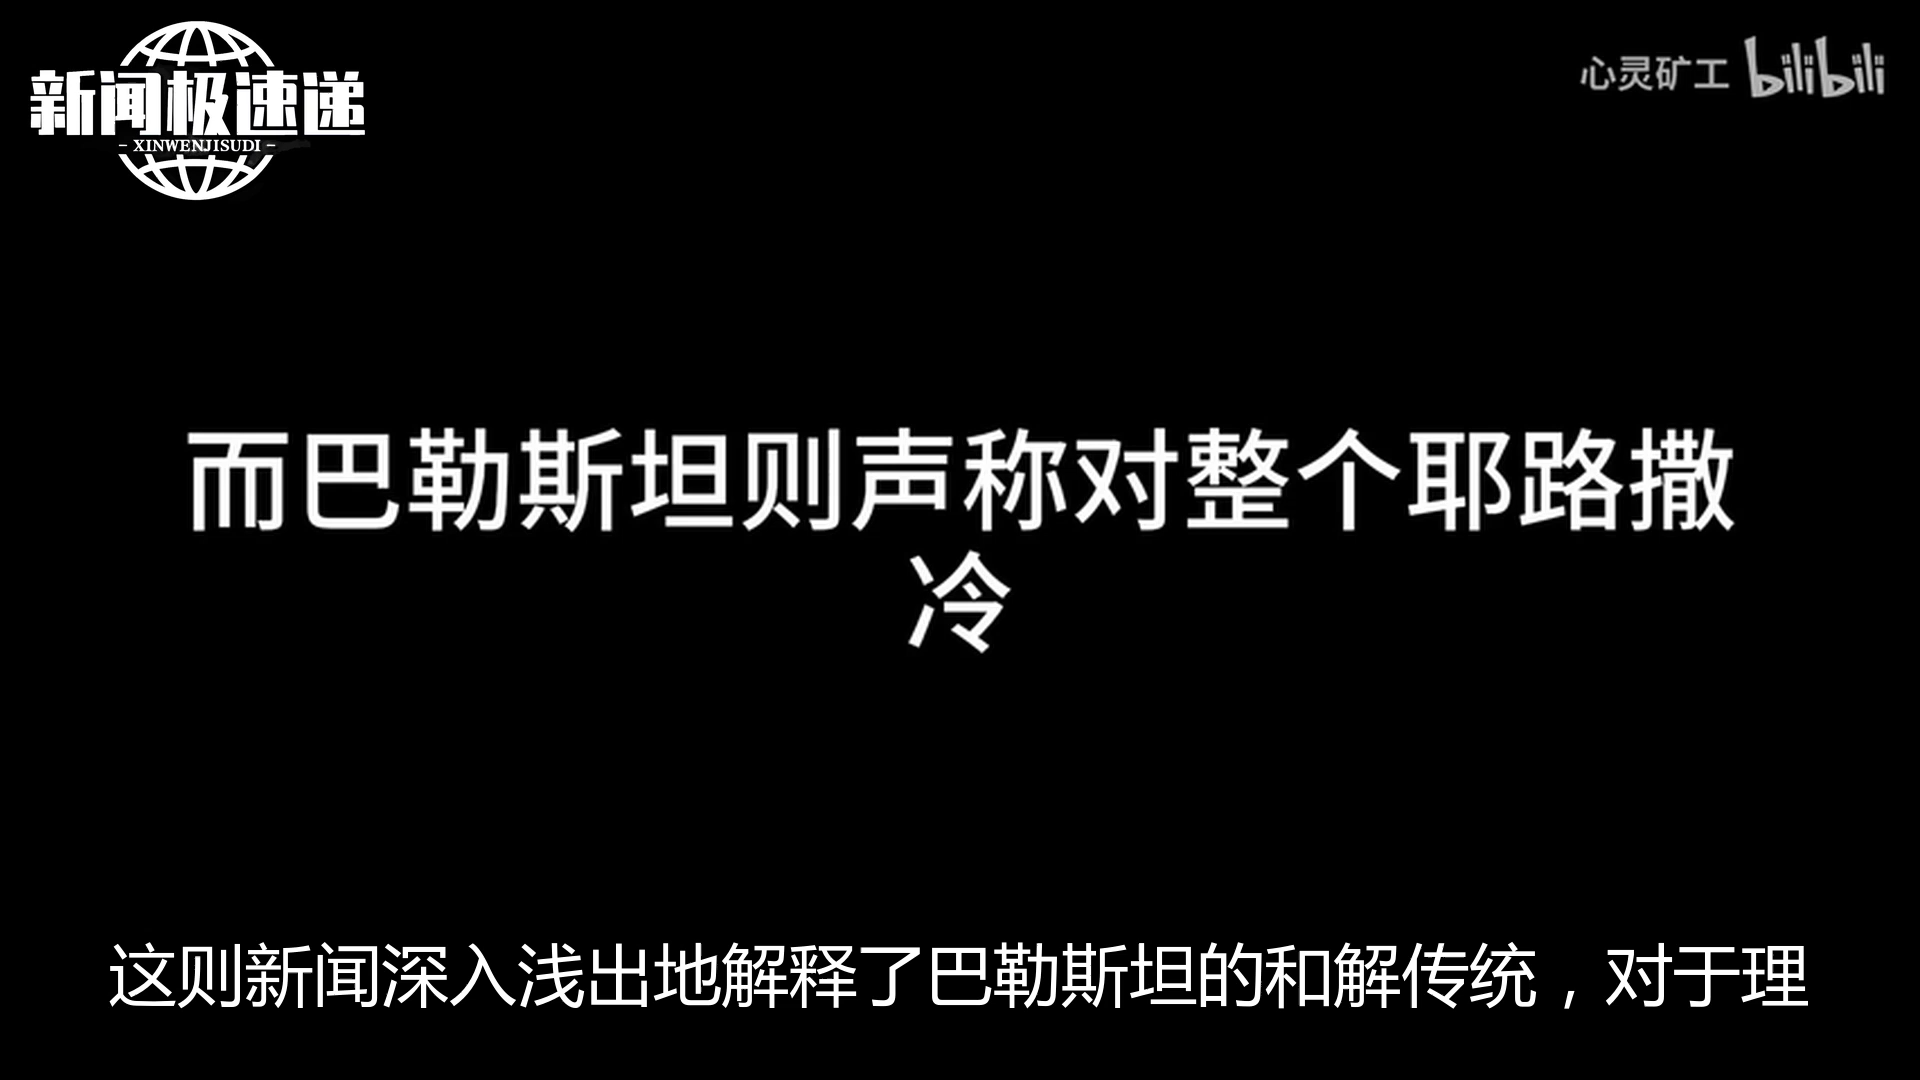 新闻极速递
- XINWENJISUDI -
心灵矿工 bilibili
而巴勒斯坦则声称对整个耶路撒
冷
这则新闻深入浅出地解释了巴勒斯坦的和解传统，对于理